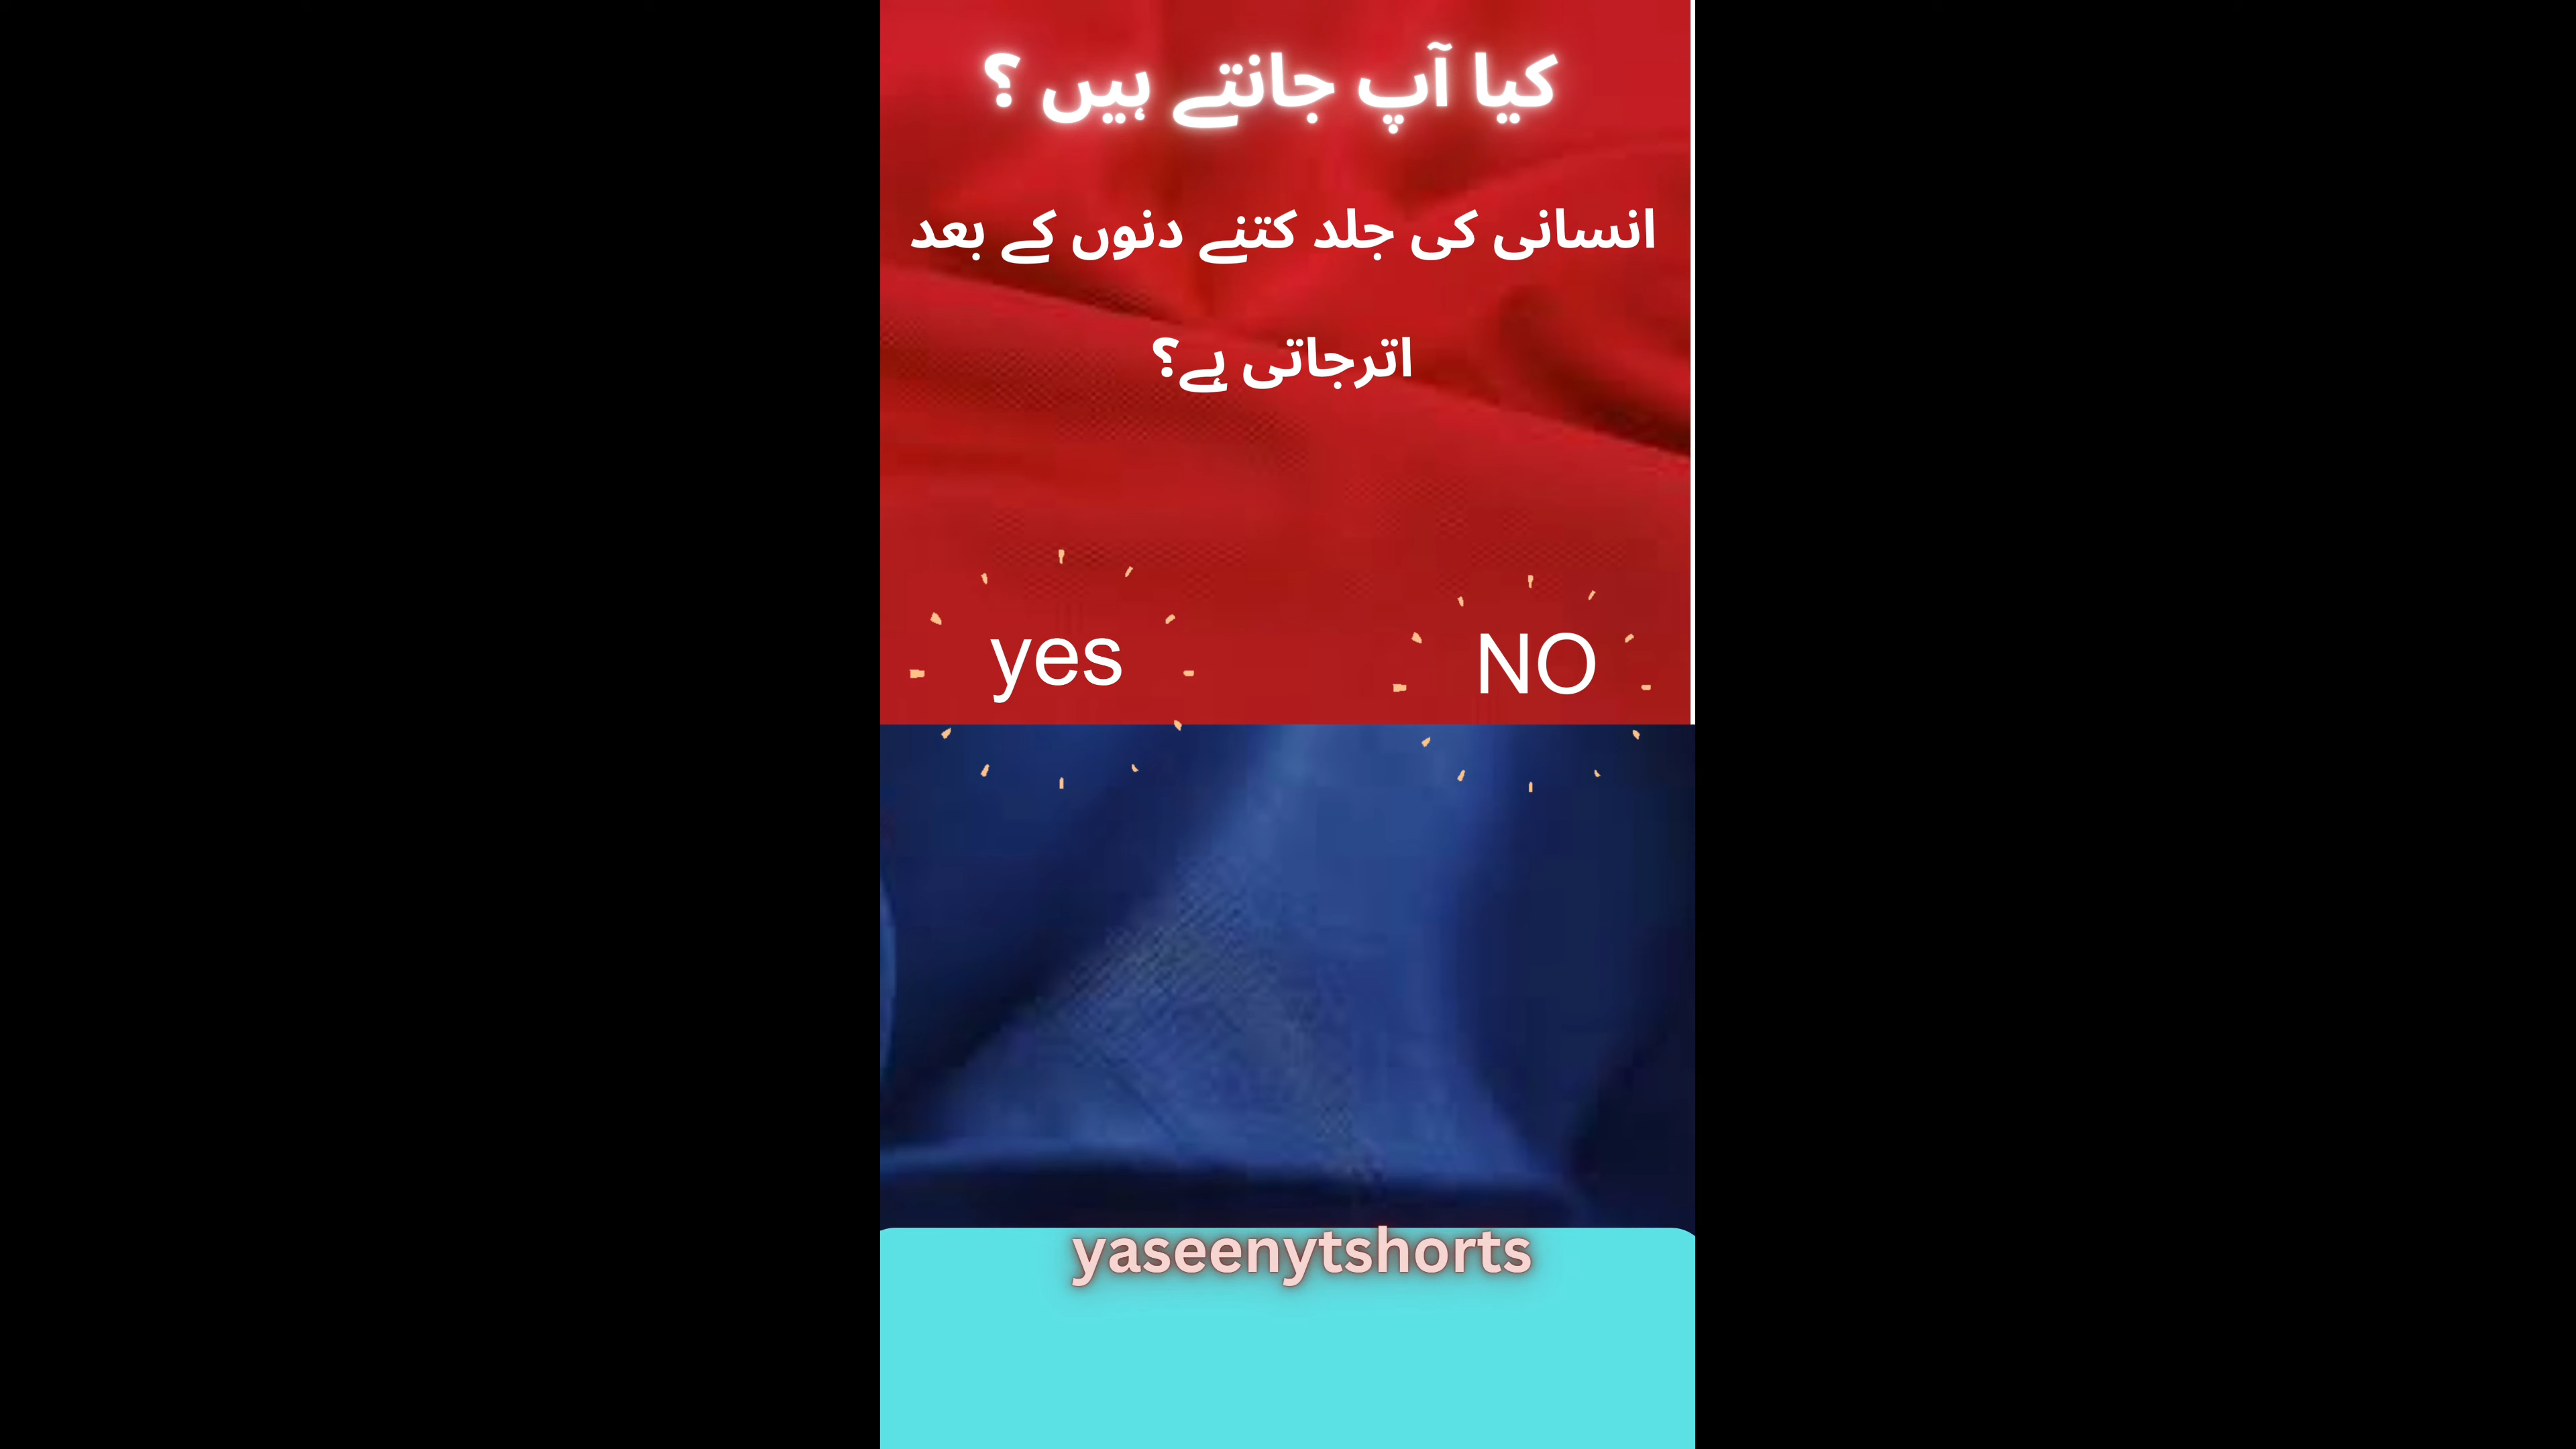 کیا آپ جانتے ہیں ؟
انسانی کی جلد کتنے دنوں کے بعد
اترجاتی ہے؟
yes
NO
yaseenytshorts